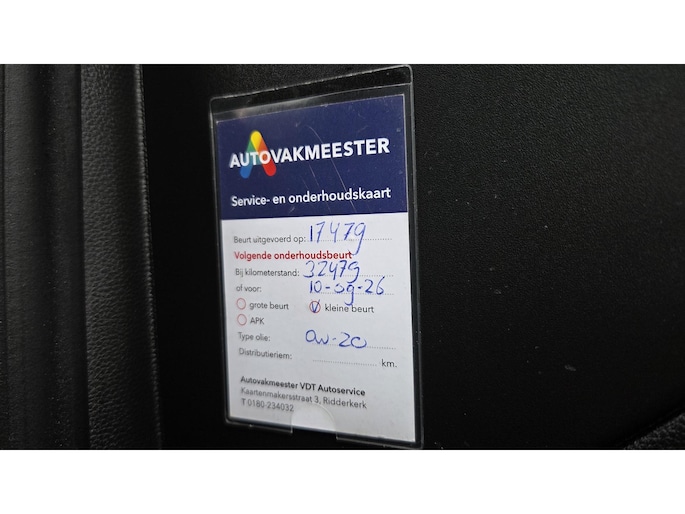 AUTOVAKMEESTER
Service- en onderhoudskaart
Beurt uitgevoerd op: 17479
Volgende onderhoudsbeurt
Bij kilometerstand: 32479
of voor: 10-09-26
grote beurt V kleine beurt
APK
Type olie: 0W-20
Distributieriem: km.
Autovakmeester VDT Autoservice
Kaartenmakersstraat 3, Ridderkerk
T 0180 234032